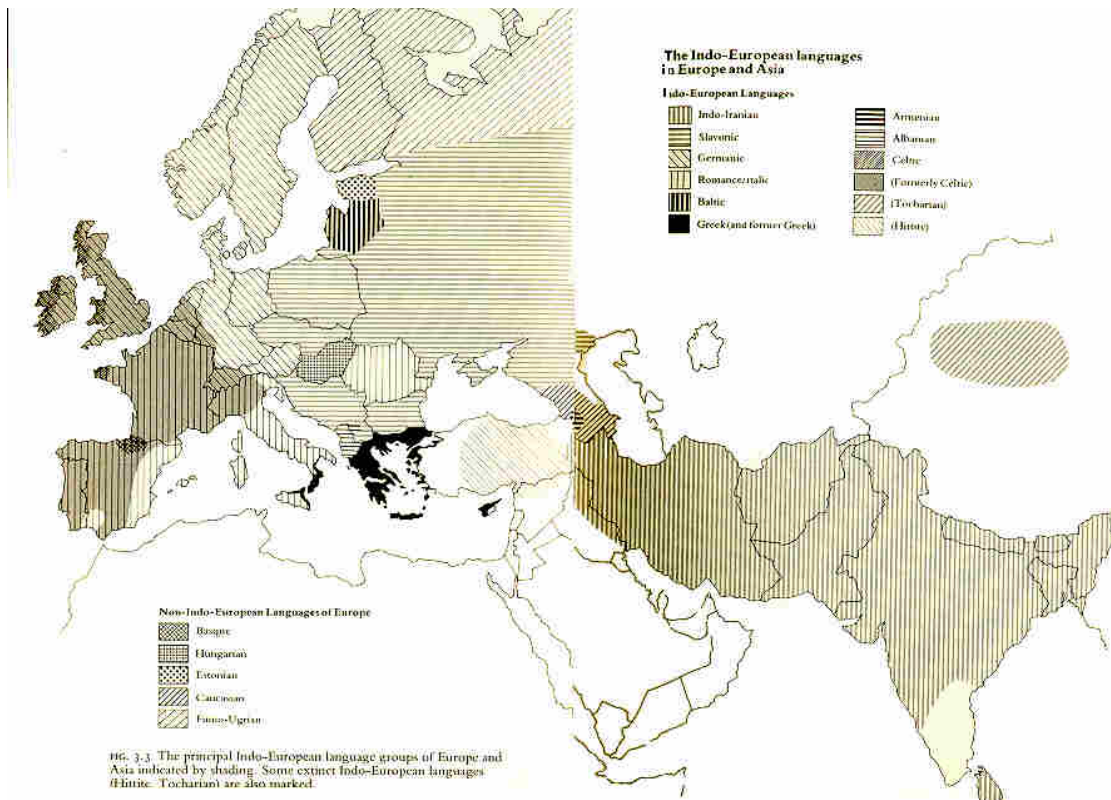 The Indo-European languages
in Europe and Asia
Indo-European Languages
Indo-Iranian
Slavonic
Germanic
Romance/Italic
Baltic
Greek (and former Greek)
Armenian
Albanian
Celtic
(Formerly Celtic)
(Tocharian)
(Hittite)
Non-Indo-European Languages of Europe
Basque
Hungarian
Estonian
Caucasian
Finno-Ugrian
FIG. 3.3 The principal Indo-European language groups of Europe and
Asia indicated by shading. Some extinct Indo-European languages
(Hittite, Tocharian) are also marked.